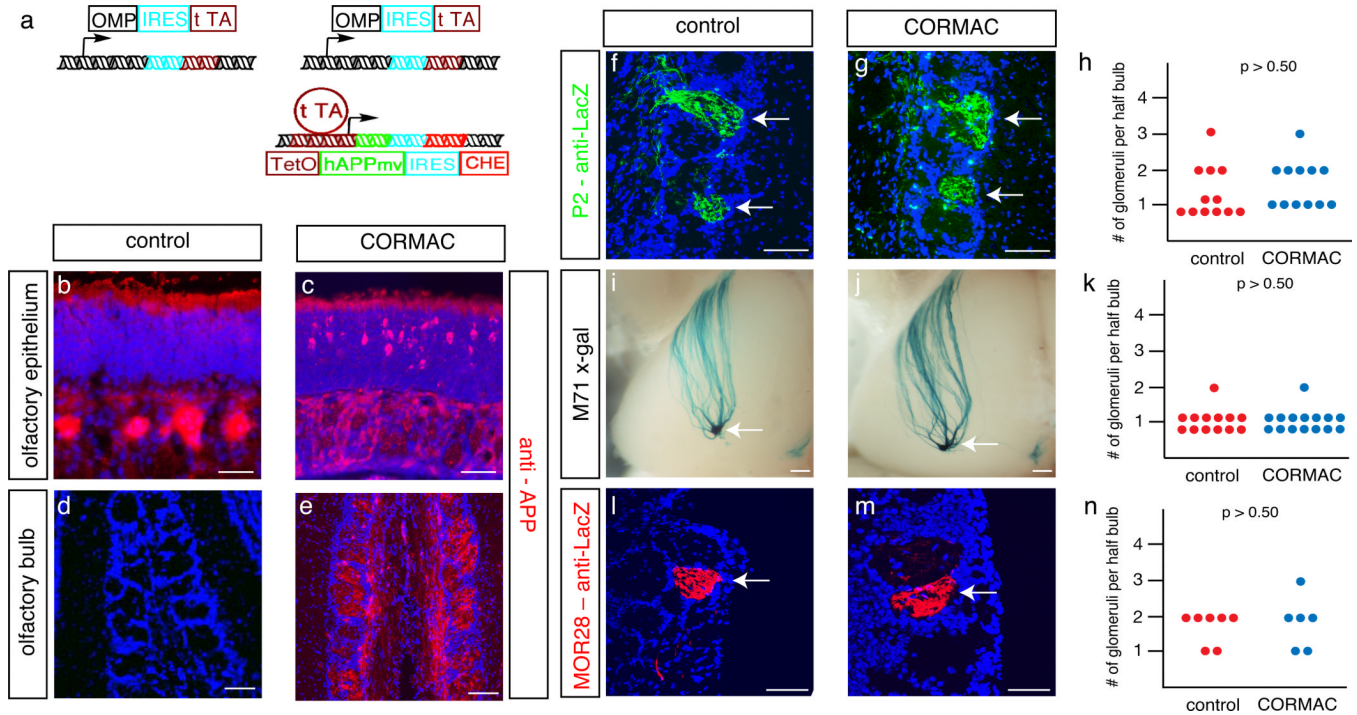 a
OMP IRES t TA
OMP IRES t TA
t TA
TetO hAPPmv IRES CHE
control
CORMAC
olfactory epithelium
b
c
olfactory bulb
d
e
anti - APP
control
CORMAC
P2 - anti-LacZ
f
g
h
p > 0.50
# of glomeruli per half bulb
4
3
2
1
control CORMAC
M71 x-gal
i
j
k
p > 0.50
# of glomeruli per half bulb
4
3
2
1
control CORMAC
MOR28 – anti-LacZ
l
m
n
p > 0.50
# of glomeruli per half bulb
4
3
2
1
control CORMAC